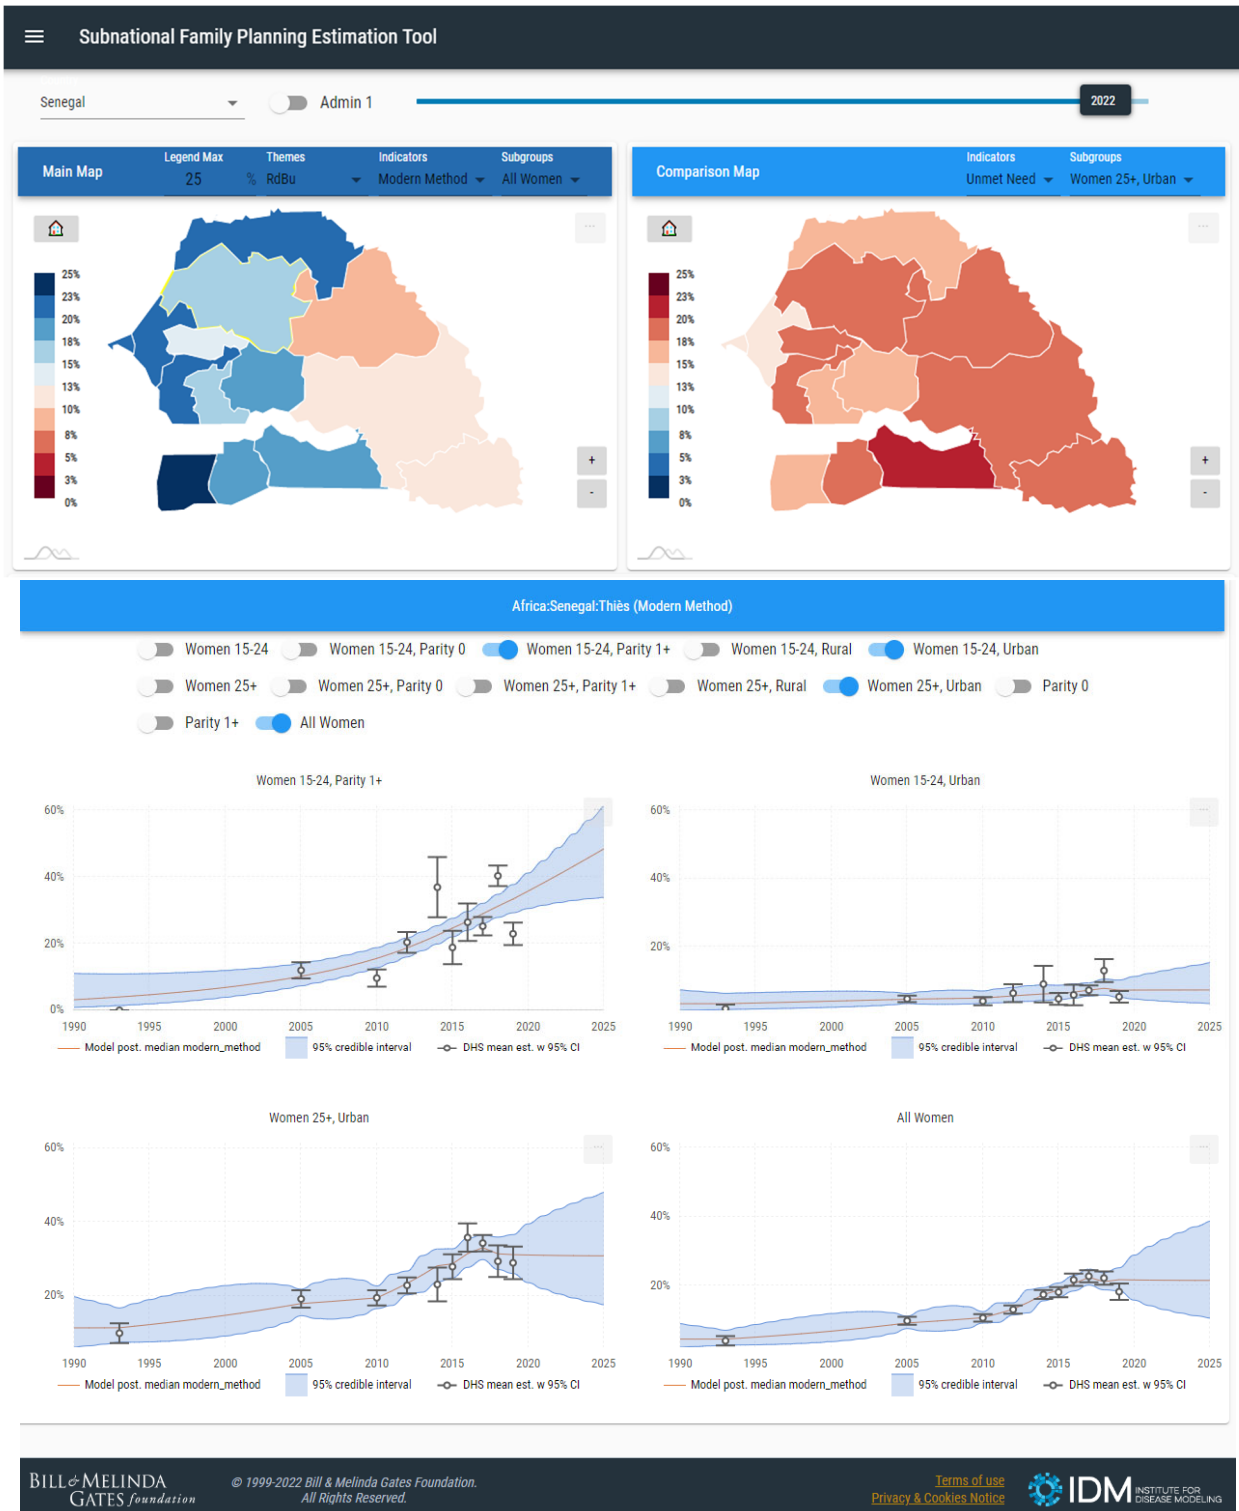 Subnational Family Planning Estimation Tool
Senegal
Admin 1
2022
Main Map
Legend Max
25 %
Themes
RdBu
Indicators
Modern Method
Subgroups
All Women
Comparison Map
Indicators
Unmet Need
Subgroups
Women 25+, Urban
25%
23%
20%
18%
15%
13%
10%
8%
5%
3%
0%
+
-
25%
23%
20%
18%
15%
13%
10%
8%
5%
3%
0%
+
-
Africa:Senegal:Thiès (Modern Method)
Women 15-24 Women 15-24, Parity 0 Women 15-24, Parity 1+ Women 15-24, Rural Women 15-24, Urban
Women 25+ Women 25+, Parity 0 Women 25+, Parity 1+ Women 25+, Rural Women 25+, Urban Parity 0
Parity 1+ All Women
Women 15-24, Parity 1+
60%
40%
20%
0%
1990 1995 2000 2005 2010 2015 2020 2025
Model post. median modern_method 95% credible interval DHS mean est. w 95% CI
Women 15-24, Urban
60%
40%
20%
1990 1995 2000 2005 2010 2015 2020 2025
Model post. median modern_method 95% credible interval DHS mean est. w 95% CI
Women 25+, Urban
60%
40%
20%
1990 1995 2000 2005 2010 2015 2020 2025
Model post. median modern_method 95% credible interval DHS mean est. w 95% CI
All Women
60%
40%
20%
1990 1995 2000 2005 2010 2015 2020 2025
Model post. median modern_method 95% credible interval DHS mean est. w 95% CI
BILL & MELINDA
GATES foundation
© 1999-2022 Bill & Melinda Gates Foundation.
All Rights Reserved.
Terms of use
Privacy & Cookies Notice
IDM INSTITUTE FOR
DISEASE MODELING